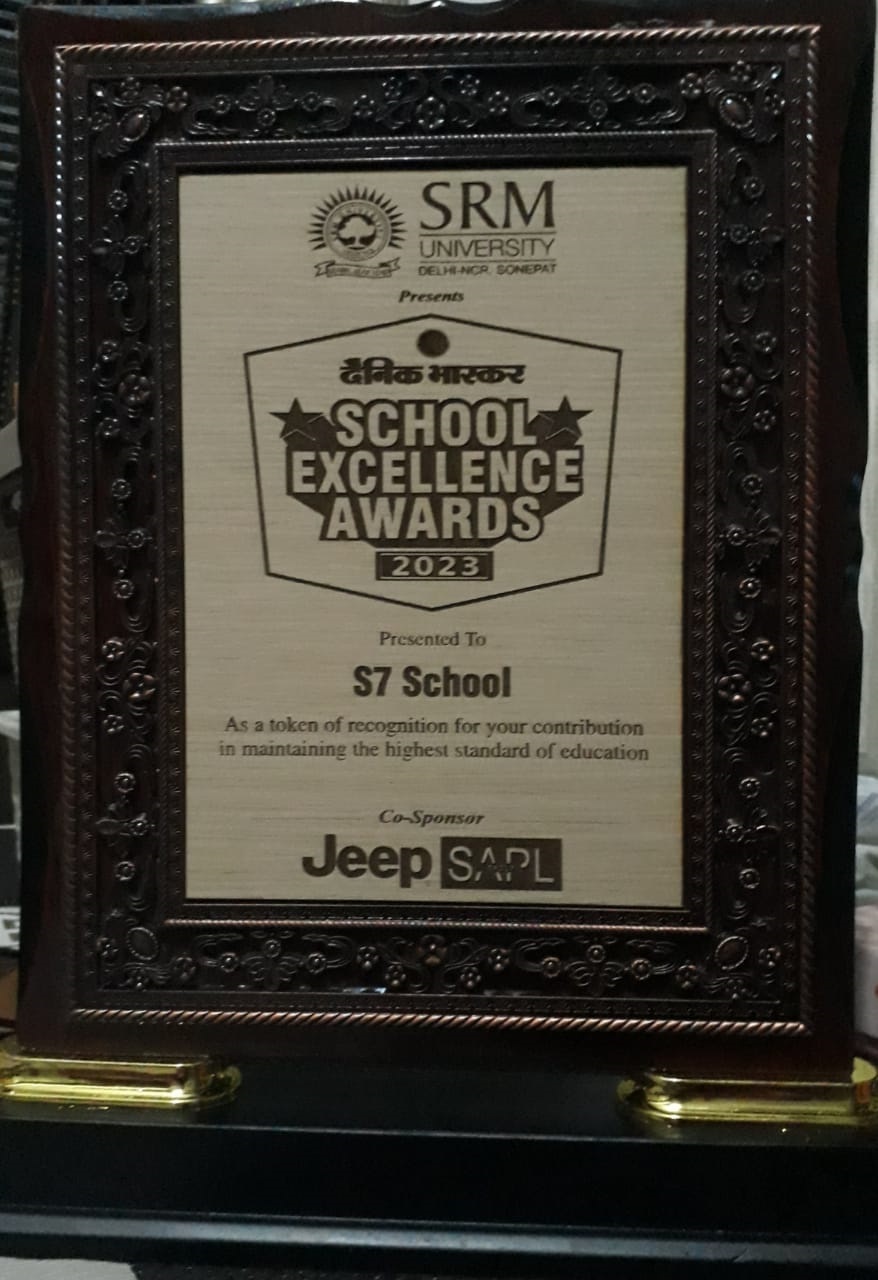 SRM
UNIVERSITY
DELHI-NCR, SONEPAT
Presents
दैनिक भास्कर
SCHOOL
EXCELLENCE
AWARDS
2023
Presented To
S7 School
As a token of recognition for your contribution
in maintaining the highest standard of education
Co-Sponsor
Jeep SAPL